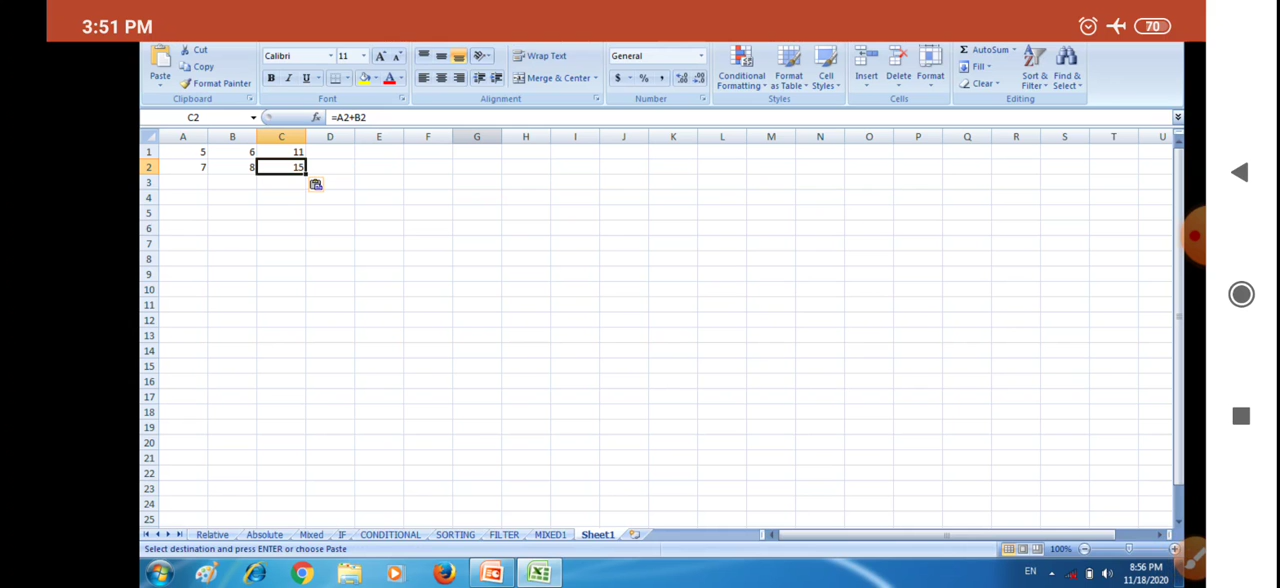 3:51 PM
70
Cut
Copy
Format Painter
Paste
Clipboard
Calibri
11
A A
B I U
A
Font
Wrap Text
Merge & Center
Alignment
General
$ % ,
Number
Conditional Formatting
Format as Table
Cell Styles
Styles
Insert
Delete
Format
Cells
Σ AutoSum
Fill
Clear
Sort & Filter
Find & Select
Editing
C2
fx =A2+B2
A B C D E F G H I J K L M N O P Q R S T U
1 5 6 11
2 7 8 15
3
4
5
6
7
8
9
10
11
12
13
14
15
16
17
18
19
20
21
22
23
24
25
Relative Absolute Mixed IF CONDITIONAL SORTING FILTER MIXED1 Sheet1
Select destination and press ENTER or choose Paste
100%
EN
8:56 PM
11/18/2020